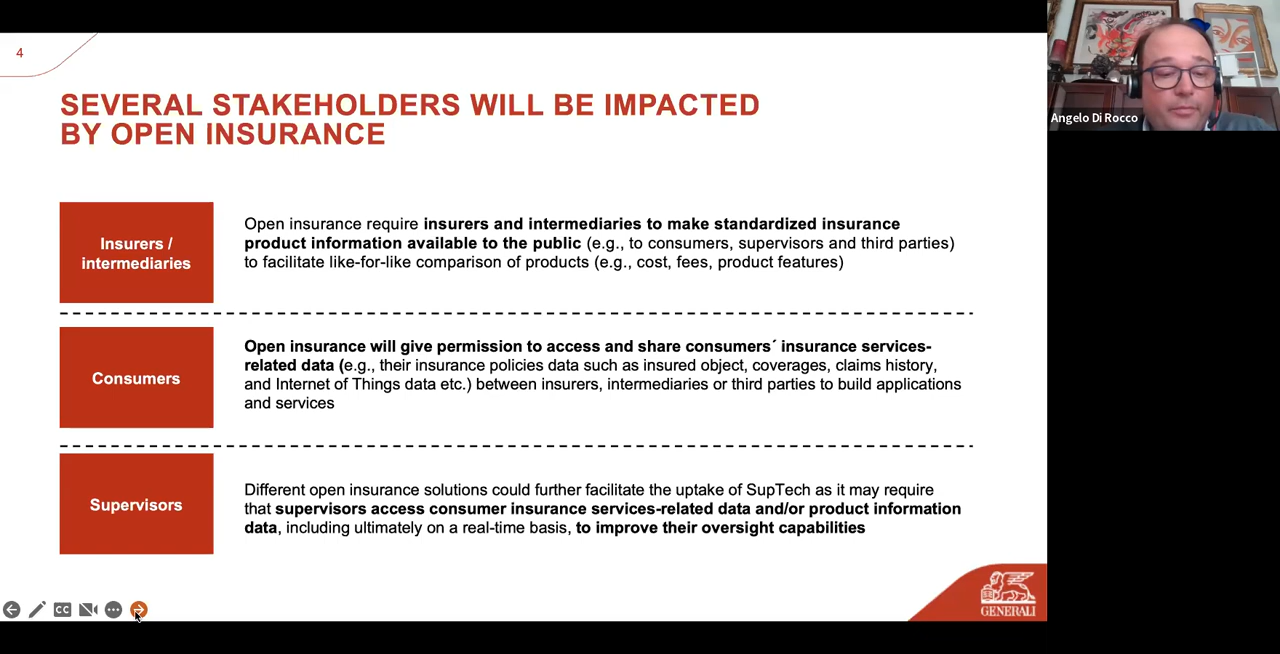 4
SEVERAL STAKEHOLDERS WILL BE IMPACTED
BY OPEN INSURANCE
Insurers /
intermediaries
Open insurance require insurers and intermediaries to make standardized insurance
product information available to the public (e.g., to consumers, supervisors and third parties)
to facilitate like-for-like comparison of products (e.g., cost, fees, product features)
Consumers
Open insurance will give permission to access and share consumers´ insurance services-
related data (e.g., their insurance policies data such as insured object, coverages, claims history,
and Internet of Things data etc.) between insurers, intermediaries or third parties to build applications
and services
Supervisors
Different open insurance solutions could further facilitate the uptake of SupTech as it may require
that supervisors access consumer insurance services-related data and/or product information
data, including ultimately on a real-time basis, to improve their oversight capabilities
CC
GENERALI
Angelo Di Rocco